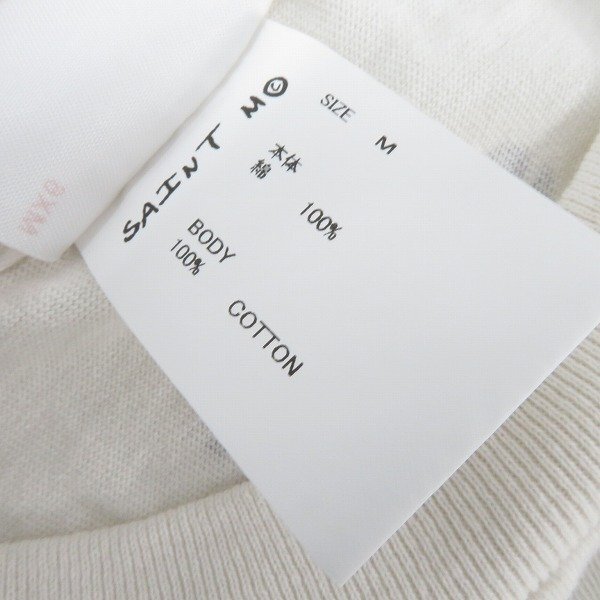 SAINT M
SIZE
M
本体
綿
100%
BODY
100%
COTTON